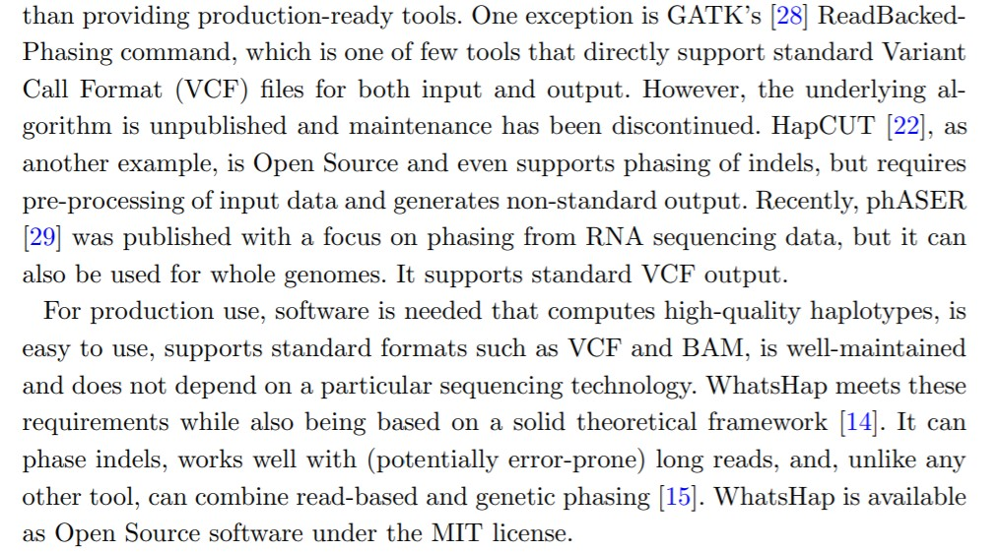 than providing production-ready tools. One exception is GATK's [28] ReadBacked-
Phasing command, which is one of few tools that directly support standard Variant
Call Format (VCF) files for both input and output. However, the underlying al-
gorithm is unpublished and maintenance has been discontinued. HapCUT [22], as
another example, is Open Source and even supports phasing of indels, but requires
pre-processing of input data and generates non-standard output. Recently, phASER
[29] was published with a focus on phasing from RNA sequencing data, but it can
also be used for whole genomes. It supports standard VCF output.
For production use, software is needed that computes high-quality haplotypes, is
easy to use, supports standard formats such as VCF and BAM, is well-maintained
and does not depend on a particular sequencing technology. WhatsHap meets these
requirements while also being based on a solid theoretical framework [14]. It can
phase indels, works well with (potentially error-prone) long reads, and, unlike any
other tool, can combine read-based and genetic phasing [15]. WhatsHap is available
as Open Source software under the MIT license.